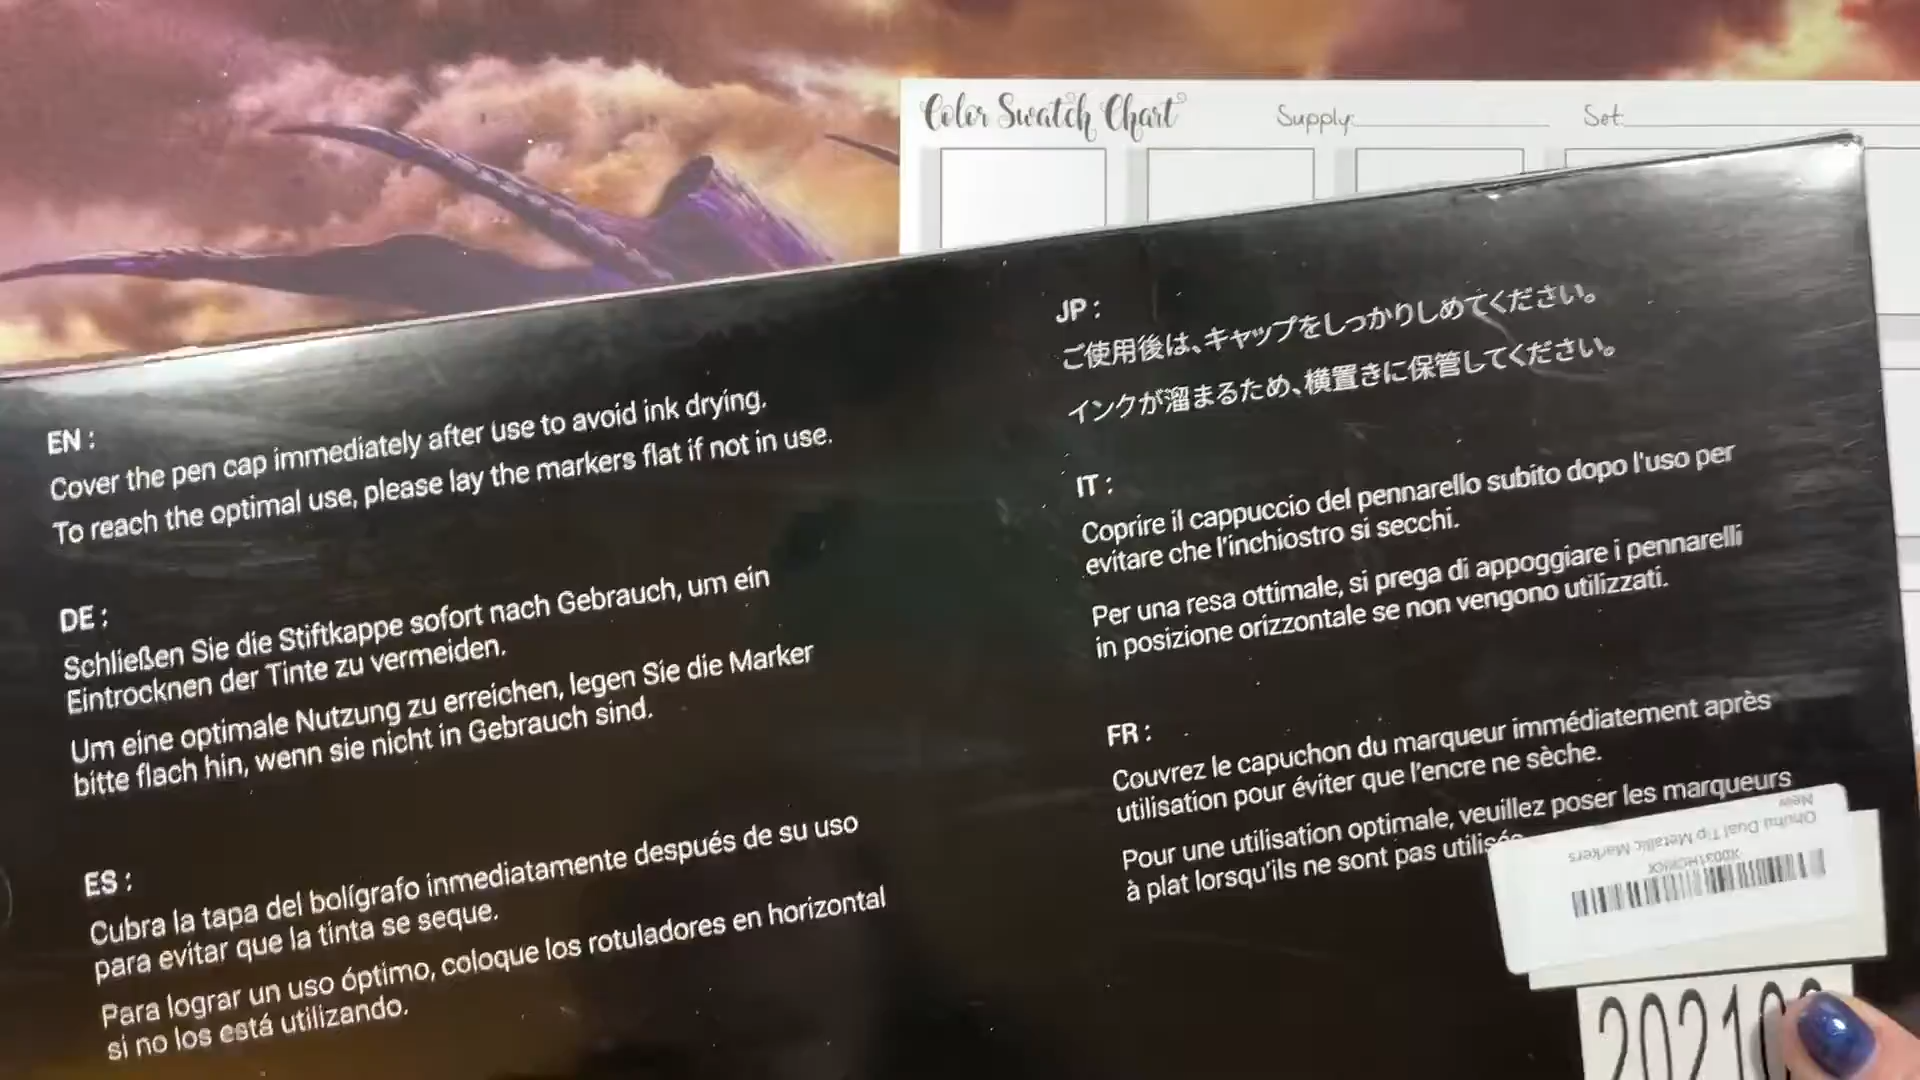 Color Swatch Chart
Supply:
Set:
EN :
Cover the pen cap immediately after use to avoid ink drying.
To reach the optimal use, please lay the markers flat if not in use.
DE :
Schließen Sie die Stiftkappe sofort nach Gebrauch, um ein
Eintrocknen der Tinte zu vermeiden.
Um eine optimale Nutzung zu erreichen, legen Sie die Marker
bitte flach hin, wenn sie nicht in Gebrauch sind.
ES :
Cubra la tapa del bolígrafo inmediatamente después de su uso
para evitar que la tinta se seque.
Para lograr un uso óptimo, coloque los rotuladores en horizontal
si no los está utilizando.
JP :
ご使用後は、キャップをしっかりしめてください。
インクが溜まるため、横置きに保管してください。
IT :
Coprire il cappuccio del pennarello subito dopo l'uso per
evitare che l'inchiostro si secchi.
Per una resa ottimale, si prega di appoggiare i pennarelli
in posizione orizzontale se non vengono utilizzati.
FR :
Couvrez le capuchon du marqueur immédiatement après
utilisation pour éviter que l'encre ne sèche.
Pour une utilisation optimale, veuillez poser les marqueurs
à plat lorsqu'ils ne sont pas
Ohuhu Dual Tip Metallic Markers
New